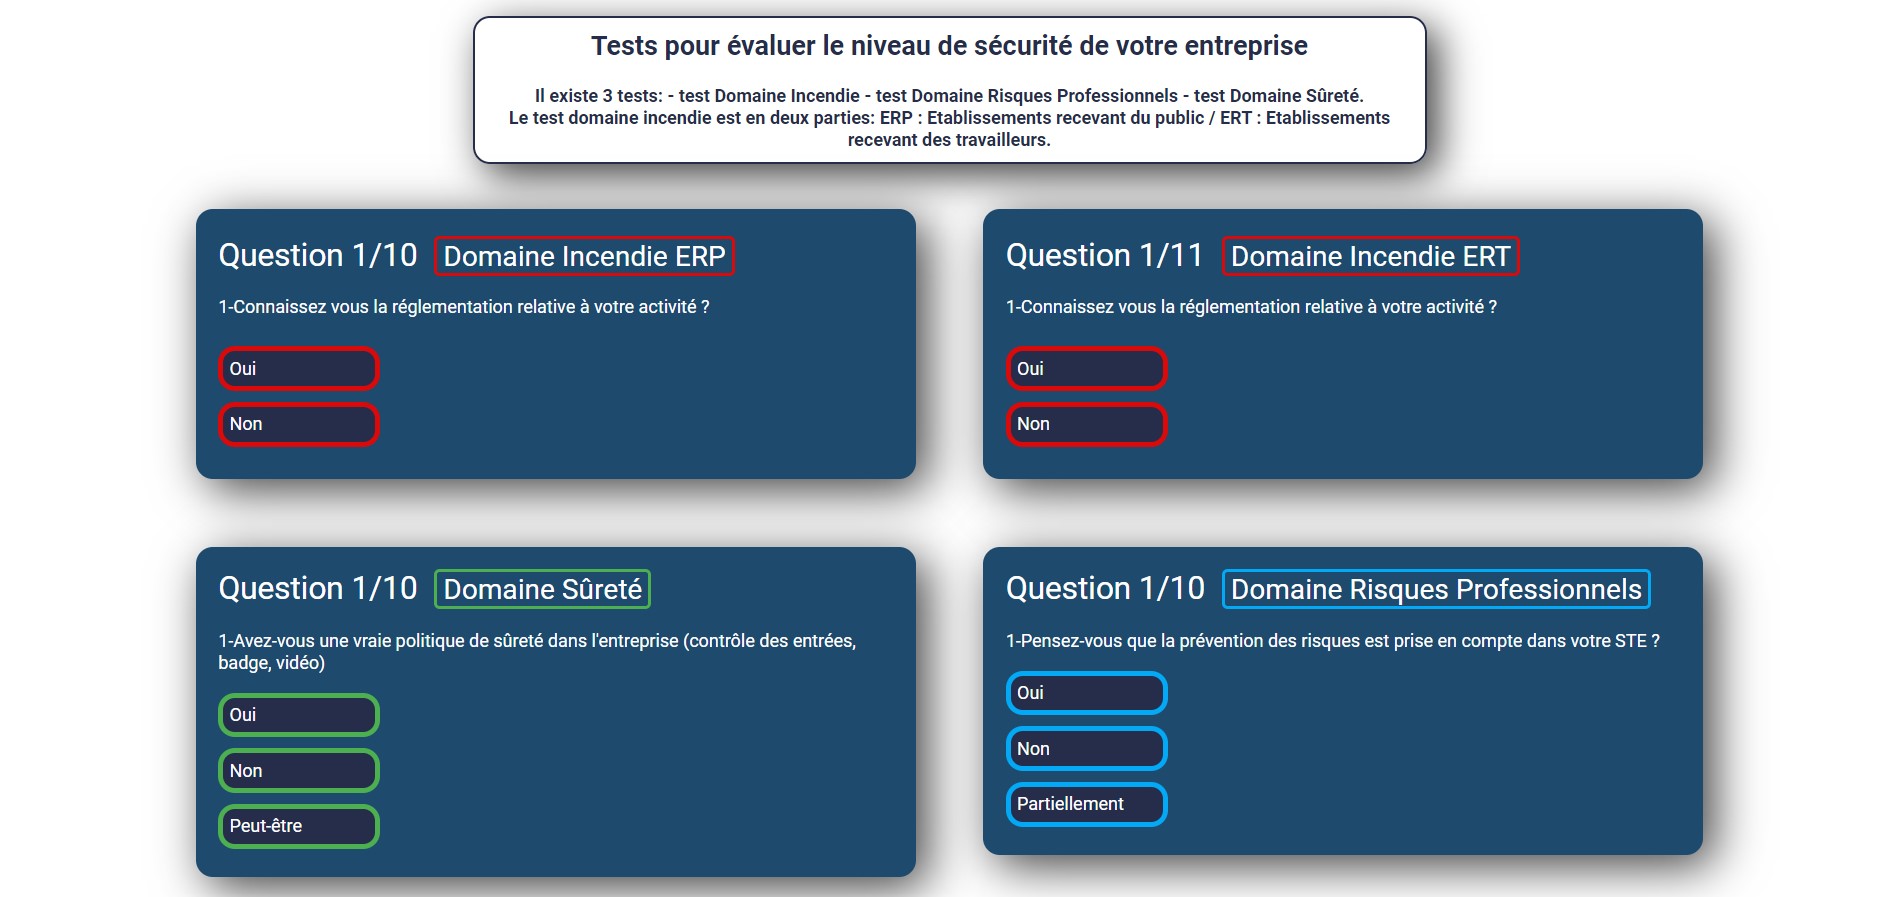 Tests pour évaluer le niveau de sécurité de votre entreprise
Il existe 3 tests: - test Domaine Incendie - test Domaine Risques Professionnels - test Domaine Sûreté.
Le test domaine incendie est en deux parties: ERP : Etablissements recevant du public / ERT : Etablissements
recevant des travailleurs.
Question 1/10 Domaine Incendie ERP
1-Connaissez vous la réglementation relative à votre activité ?
Oui
Non
Question 1/11 Domaine Incendie ERT
1-Connaissez vous la réglementation relative à votre activité ?
Oui
Non
Question 1/10 Domaine Sûreté
1-Avez-vous une vraie politique de sûreté dans l'entreprise (contrôle des entrées,
badge, vidéo)
Oui
Non
Peut-être
Question 1/10 Domaine Risques Professionnels
1-Pensez-vous que la prévention des risques est prise en compte dans votre STE ?
Oui
Non
Partiellement